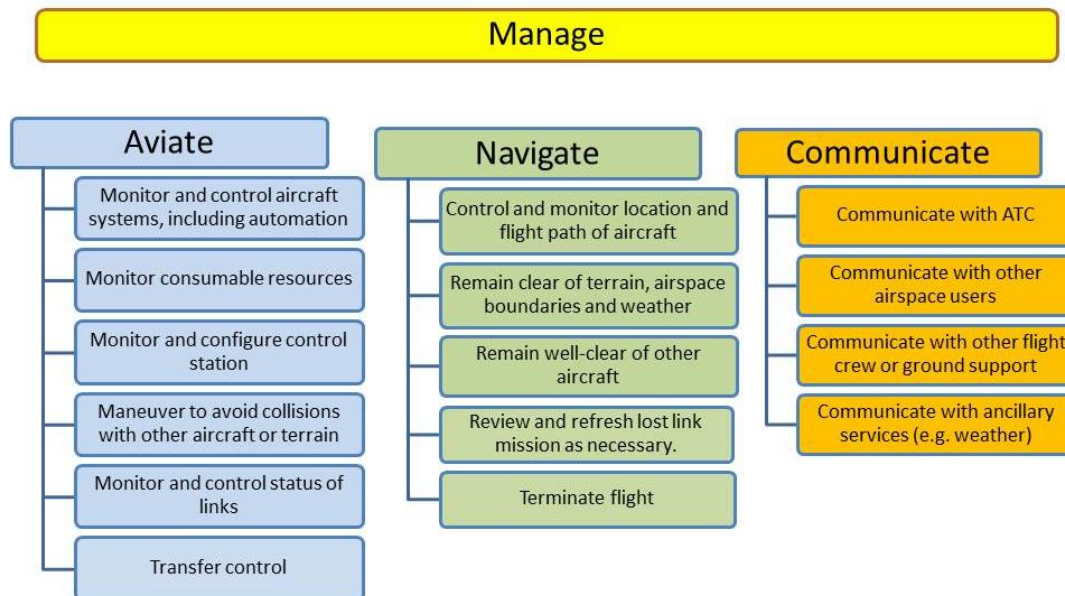 Manage
Aviate
Monitor and control aircraft
systems, including automation
Monitor consumable resources
Monitor and configure control
station
Maneuver to avoid collisions
with other aircraft or terrain
Monitor and control status of
links
Transfer control
Navigate
Control and monitor location and
flight path of aircraft
Remain clear of terrain, airspace
boundaries and weather
Remain well-clear of other
aircraft
Review and refresh lost link
mission as necessary.
Terminate flight
Communicate
Communicate with ATC
Communicate with other
airspace users
Communicate with other flight
crew or ground support
Communicate with ancillary
services (e.g. weather)